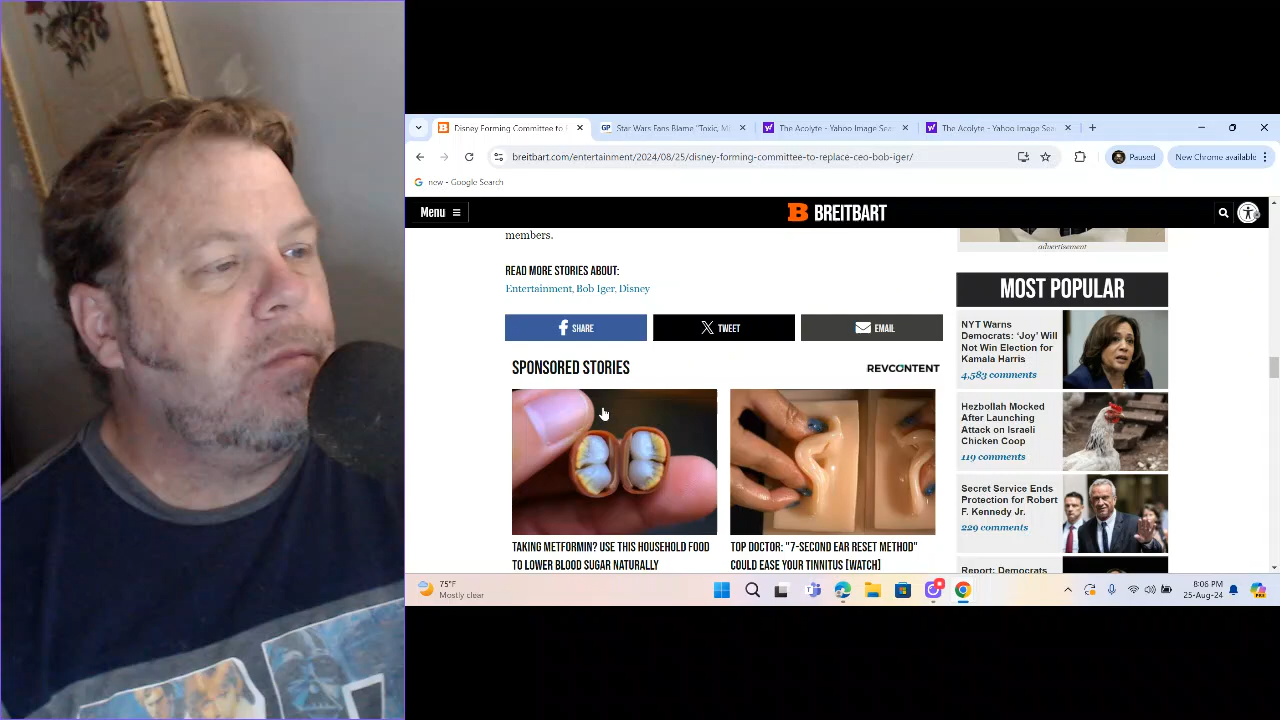 Disney Forming Committee to
Star Wars Fans Blame "Toxic, M
The Acolyte - Yahoo Image Sea
The Acolyte - Yahoo Image Sea
breitbart.com/entertainment/2024/08/25/disney-forming-committee-to-replace-ceo-bob-iger/
Paused
New Chrome available
new - Google Search
Menu
B BREITBART
members.
advertisement
READ MORE STORIES ABOUT:
Entertainment, Bob Iger, Disney
SHARE
TWEET
EMAIL
SPONSORED STORIES
REVCONTENT
TAKING METFORMIN? USE THIS HOUSEHOLD FOOD
TO LOWER BLOOD SUGAR NATURALLY
TOP DOCTOR: "7-SECOND EAR RESET METHOD"
COULD EASE YOUR TINNITUS [WATCH]
MOST POPULAR
NYT Warns
Democrats: 'Joy' Will
Not Win Election for
Kamala Harris
4,583 comments
Hezbollah Mocked
After Launching
Attack on Israeli
Chicken Coop
119 comments
Secret Service Ends
Protection for Robert
F. Kennedy Jr.
229 comments
Report: Democrats
75°F
Mostly clear
8:06 PM
25-Aug-24